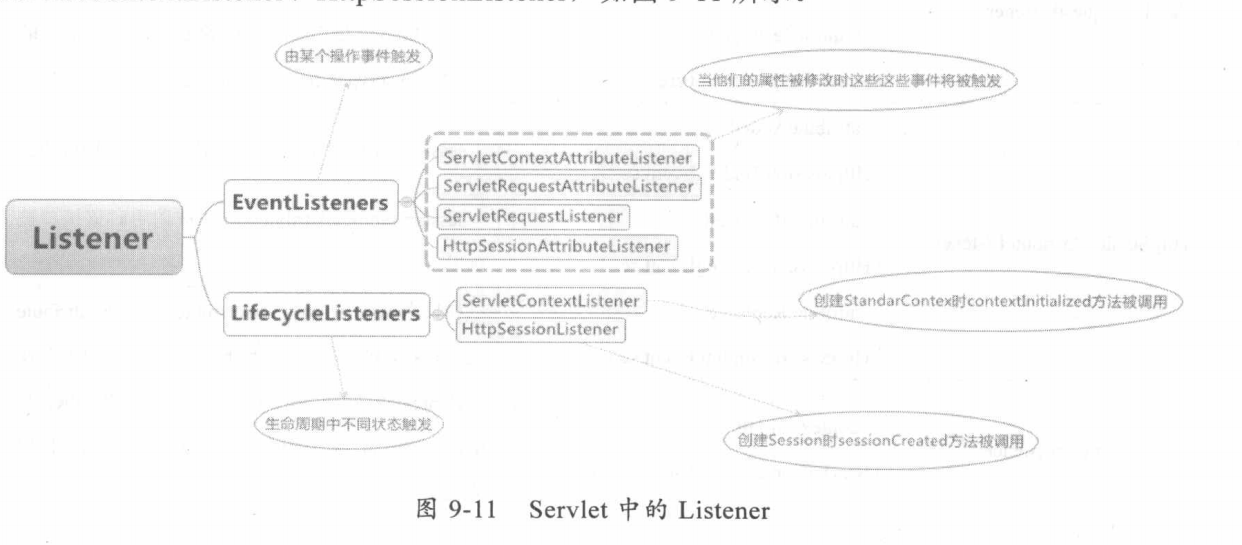 HttpSessionListener, 如图 9-11 所示。
由某个操作事件触发
当他们的属性被修改时这些这些事件将被触发
ServletContextAttributeListener
ServletRequestAttributeListener
EventListeners
ServletRequestListener
HttpSessionAttributeListener
Listener
LifecycleListeners
ServletContextListener
HttpSessionListener
创建StandarContex时contextInitialized方法被调用
生命周期中不同状态触发
创建Session时sessionCreated方法被调用
图 9-11 Servlet 中的 Listener